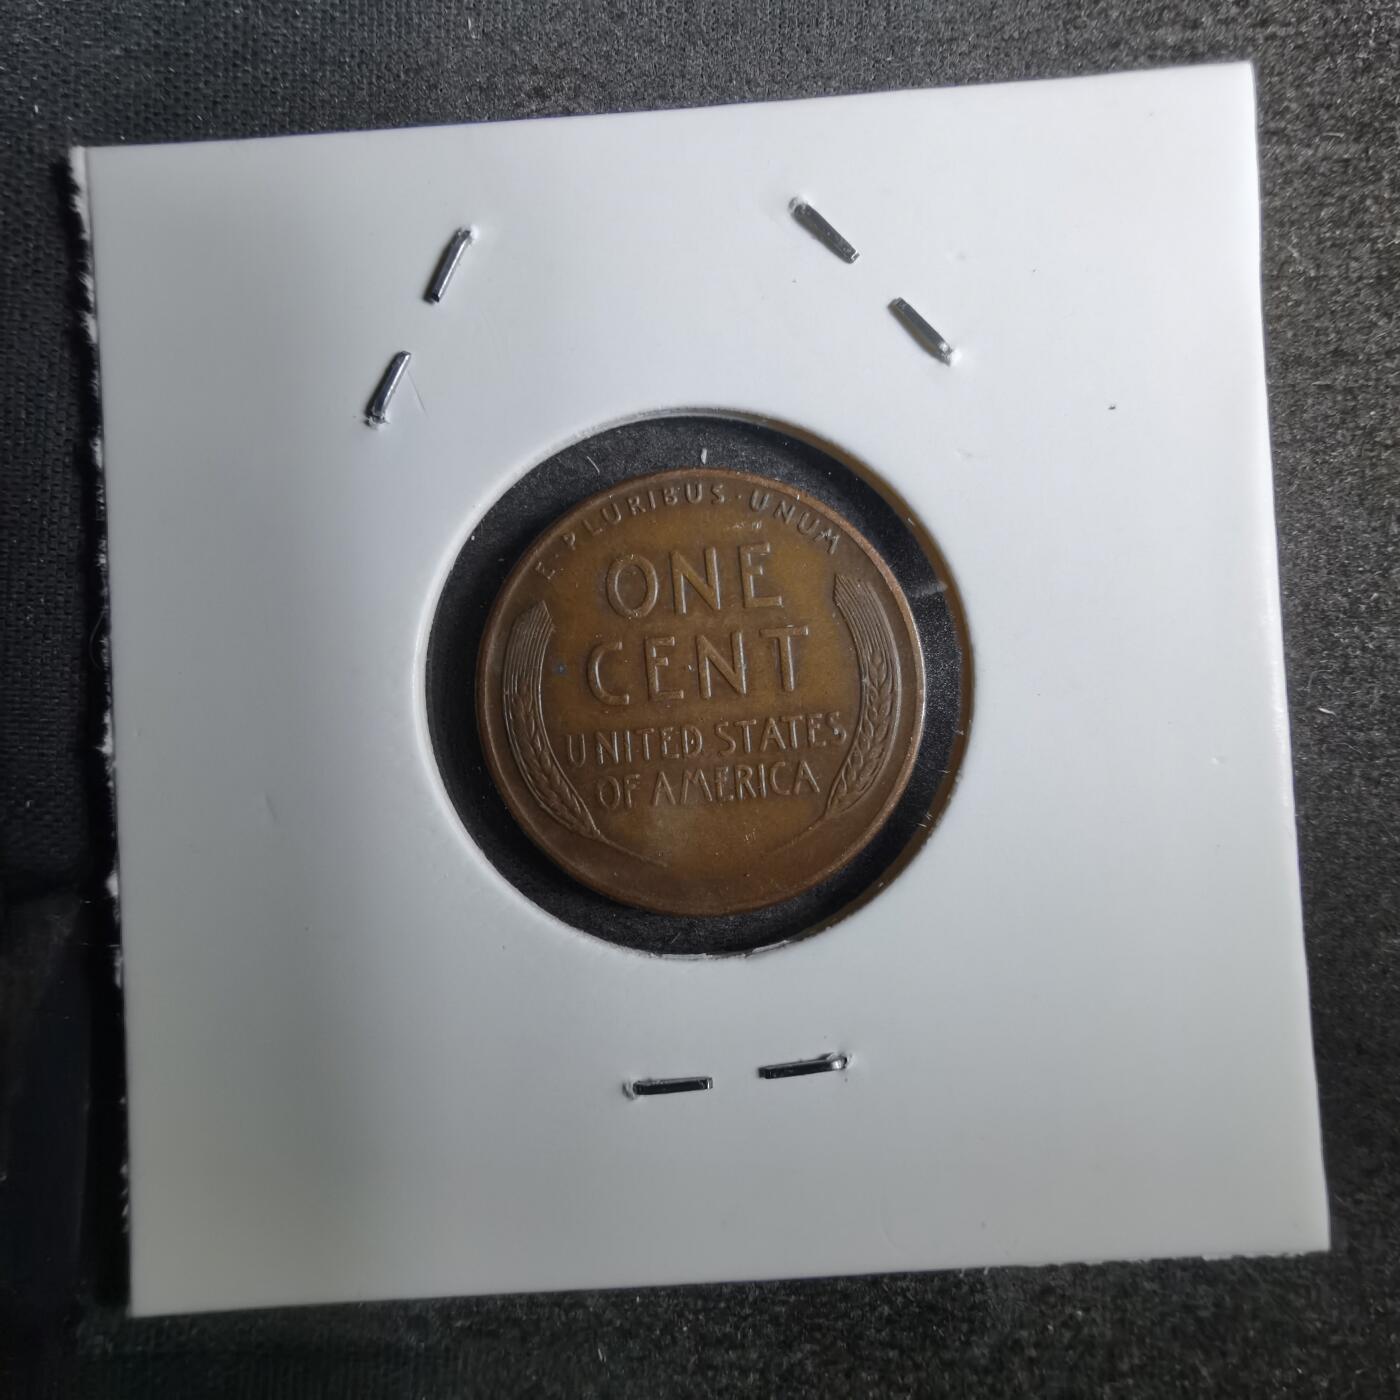 E · PLURIBUS · UNUM
ONE
CENT
UNITED STATES
OF AMERICA